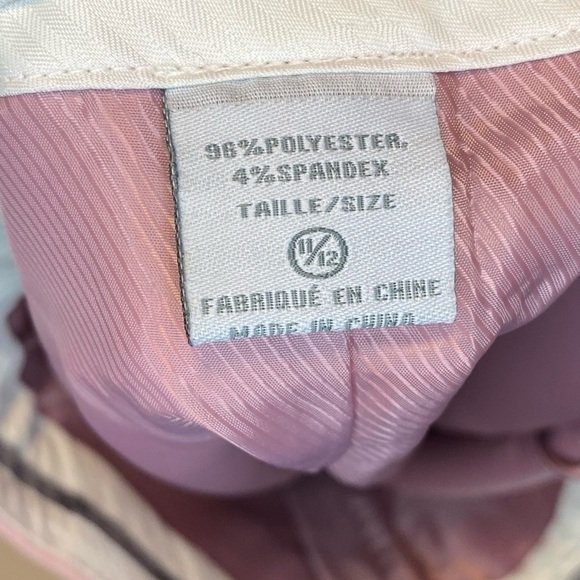 96%POLYESTER,
4%SPANDEX
TAILLE/SIZE
11/12
FABRIQUÉ EN CHINE
MADE IN CHINA